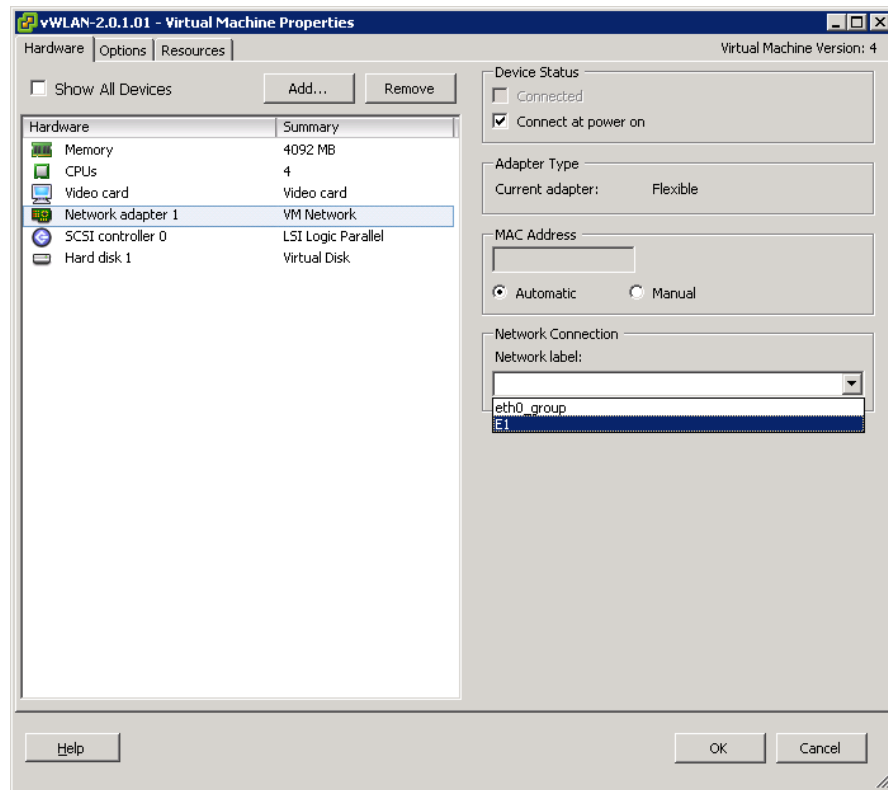 vWLAN-2.0.1.01 - Virtual Machine Properties
Hardware Options Resources Virtual Machine Version: 4
Show All Devices Add... Remove
Hardware Summary
Memory 4092 MB
CPUs 4
Video card Video card
Network adapter 1 VM Network
SCSI controller 0 LSI Logic Parallel
Hard disk 1 Virtual Disk
Device Status
Connected
Connect at power on
Adapter Type
Current adapter: Flexible
MAC Address
Automatic Manual
Network Connection
Network label:
eth0_group
E1
Help OK Cancel